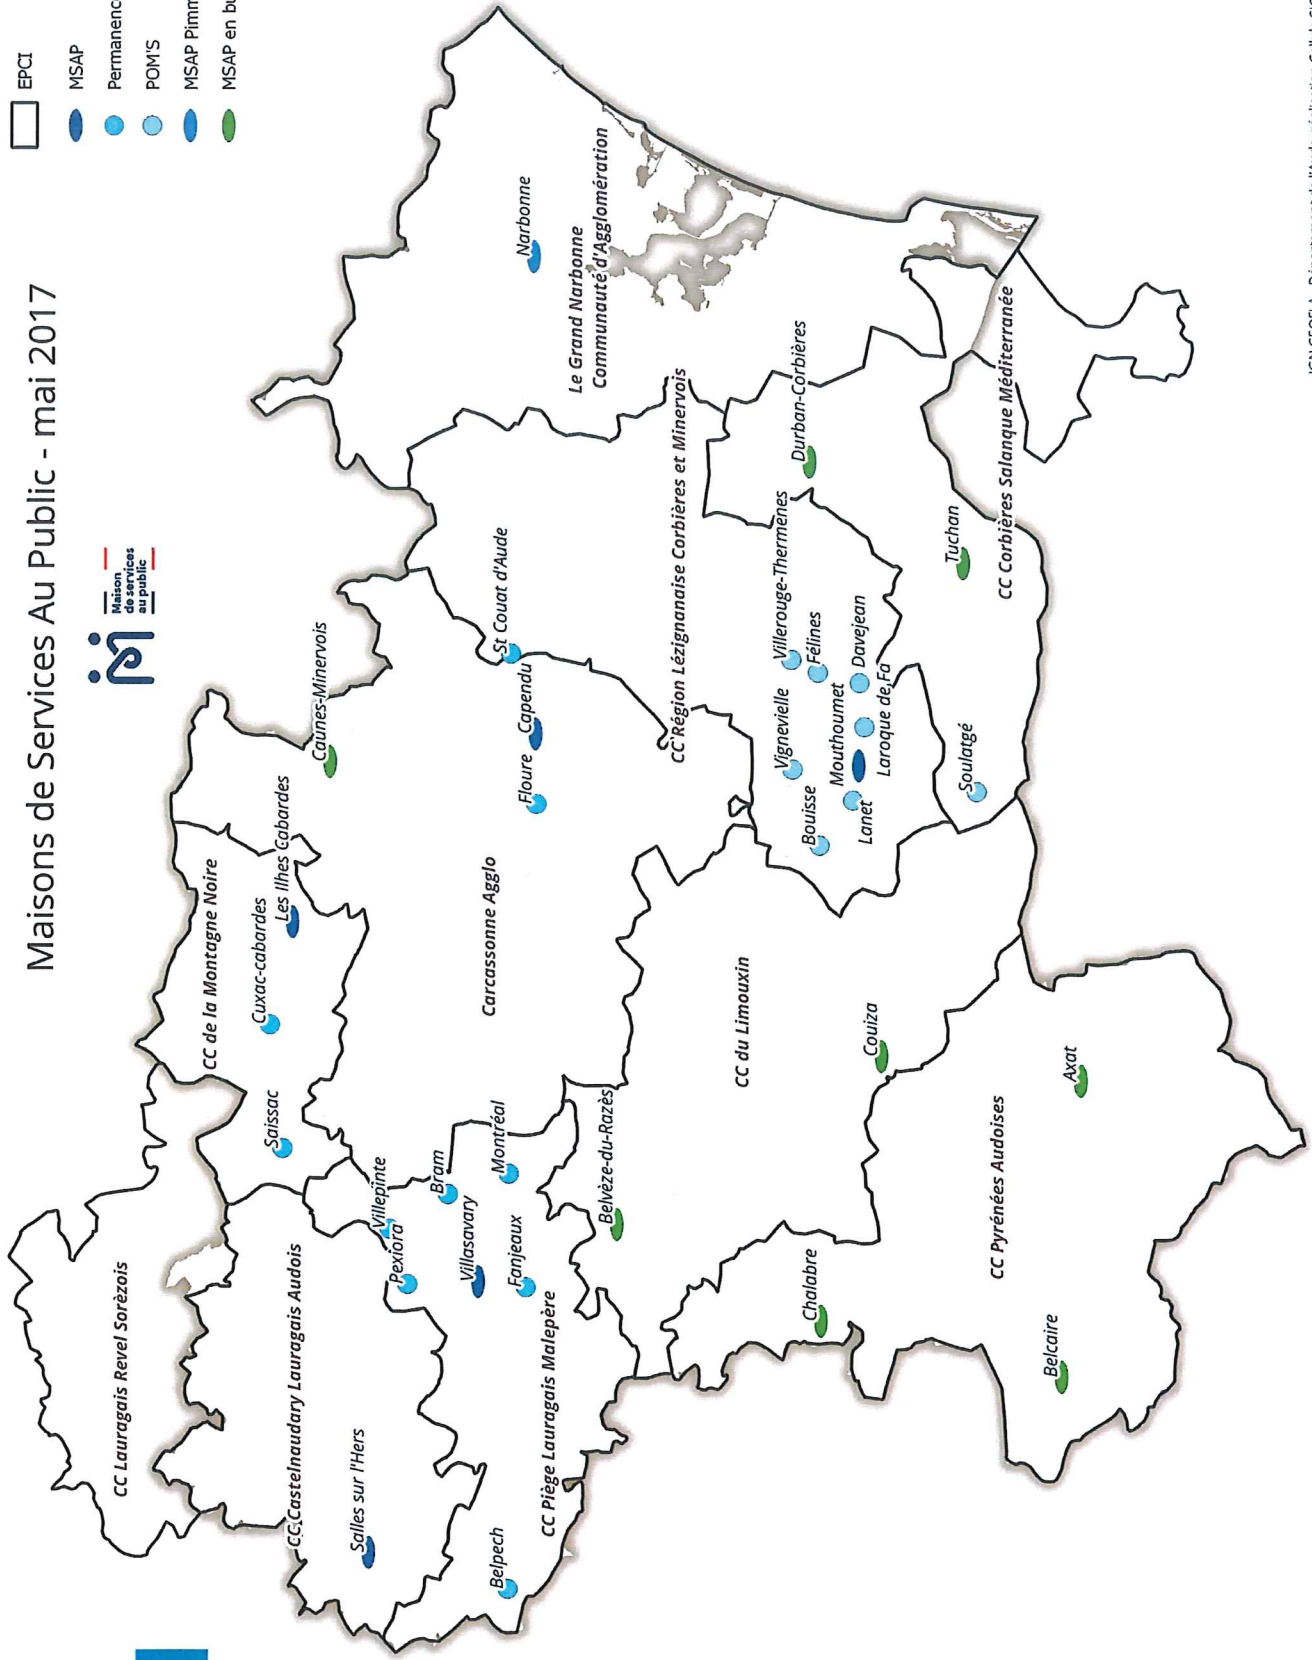 Maisons de Services Au Public - mai 2017
Maison
de services
au public
EPCI
MSAP
POM'S
MSAP Pimm
MSAP en
CC Lauragais Revel Sorèzois
CC Castelnaudary Lauragais Audois
Salles sur l'Hers
CC de la Montagne Noire
Saissac
Cuxac-cabardes
Les Ilhes Cabardes
Caunes-Minervois
Villepinte
Pexiora
Bram
Villasavary
Montréal
Fanjeaux
Belpech
CC Piège Lauragais Malepère
Carcassonne Agglo
Floure
Capendu
St Couat d'Aude
Narbonne
Le Grand Narbonne
Communauté d'Agglomération
CC Région Lézignanaise Corbières et Minervois
Belvèze-du-Razès
CC du Limouxin
Couiza
Chalabre
Vignevielle
Villerouge-Thermènes
Bouisse
Félines
Mouthoumet
Davejean
Lanet
Laroque de Fa
Durban-Corbières
Tuchan
Soulatgé
CC Corbières Salanque Méditerranée
CC Pyrénées Audoises
Axat
Belcaire